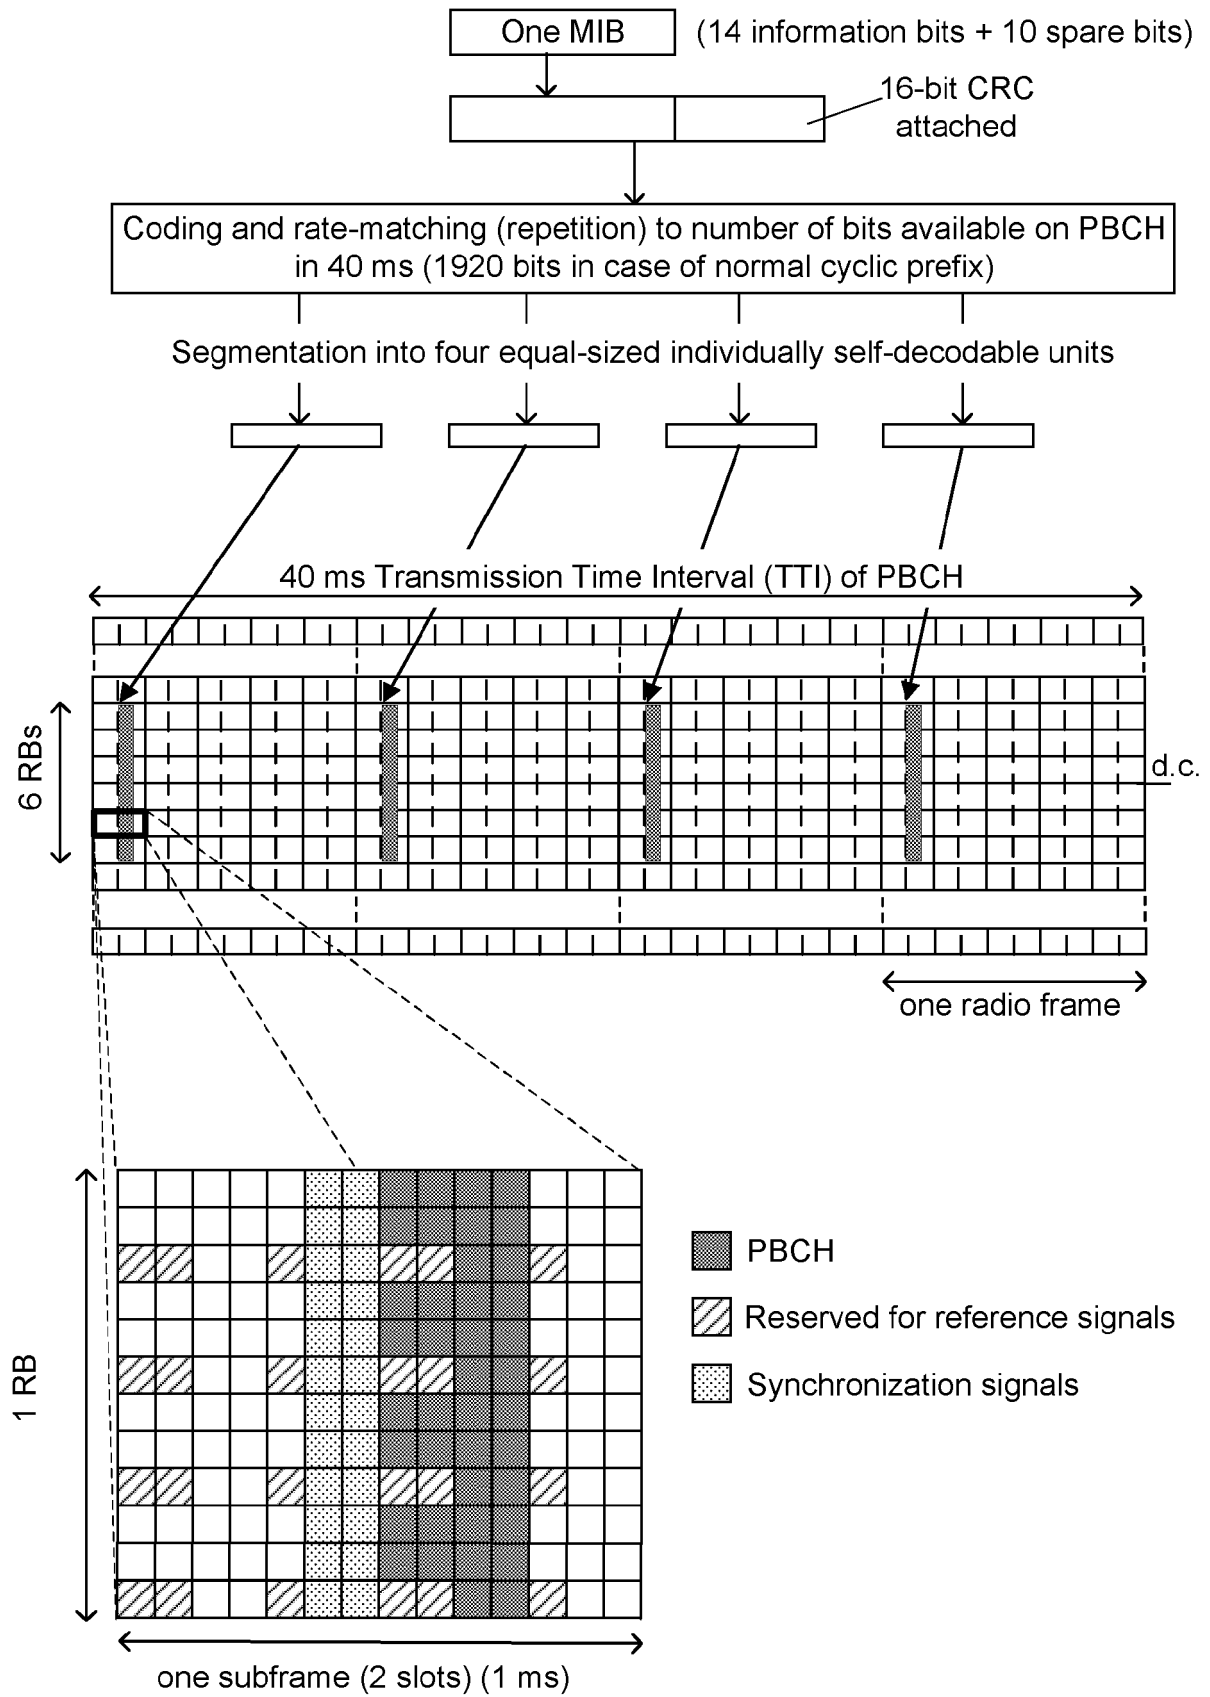 One MIB
(14 information bits + 10 spare bits)
16-bit CRC
attached
Coding and rate-matching (repetition) to number of bits available on PBCH
in 40 ms (1920 bits in case of normal cyclic prefix)
Segmentation into four equal-sized individually self-decodable units
40 ms Transmission Time Interval (TTI) of PBCH
6 RBs
d.c.
one radio frame
1 RB
PBCH
Reserved for reference signals
Synchronization signals
one subframe (2 slots) (1 ms)